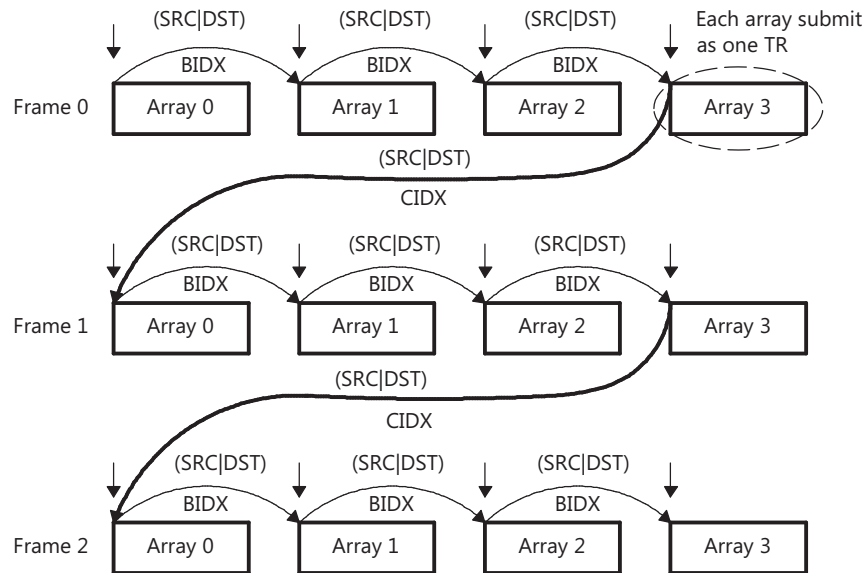 (SRC|DST) (SRC|DST) (SRC|DST) Each array submit
as one TR
BIDX BIDX BIDX
Frame 0 Array 0 Array 1 Array 2 Array 3
(SRC|DST)
CIDX
(SRC|DST) (SRC|DST) (SRC|DST)
BIDX BIDX BIDX
Frame 1 Array 0 Array 1 Array 2 Array 3
(SRC|DST)
CIDX
(SRC|DST) (SRC|DST) (SRC|DST)
BIDX BIDX BIDX
Frame 2 Array 0 Array 1 Array 2 Array 3